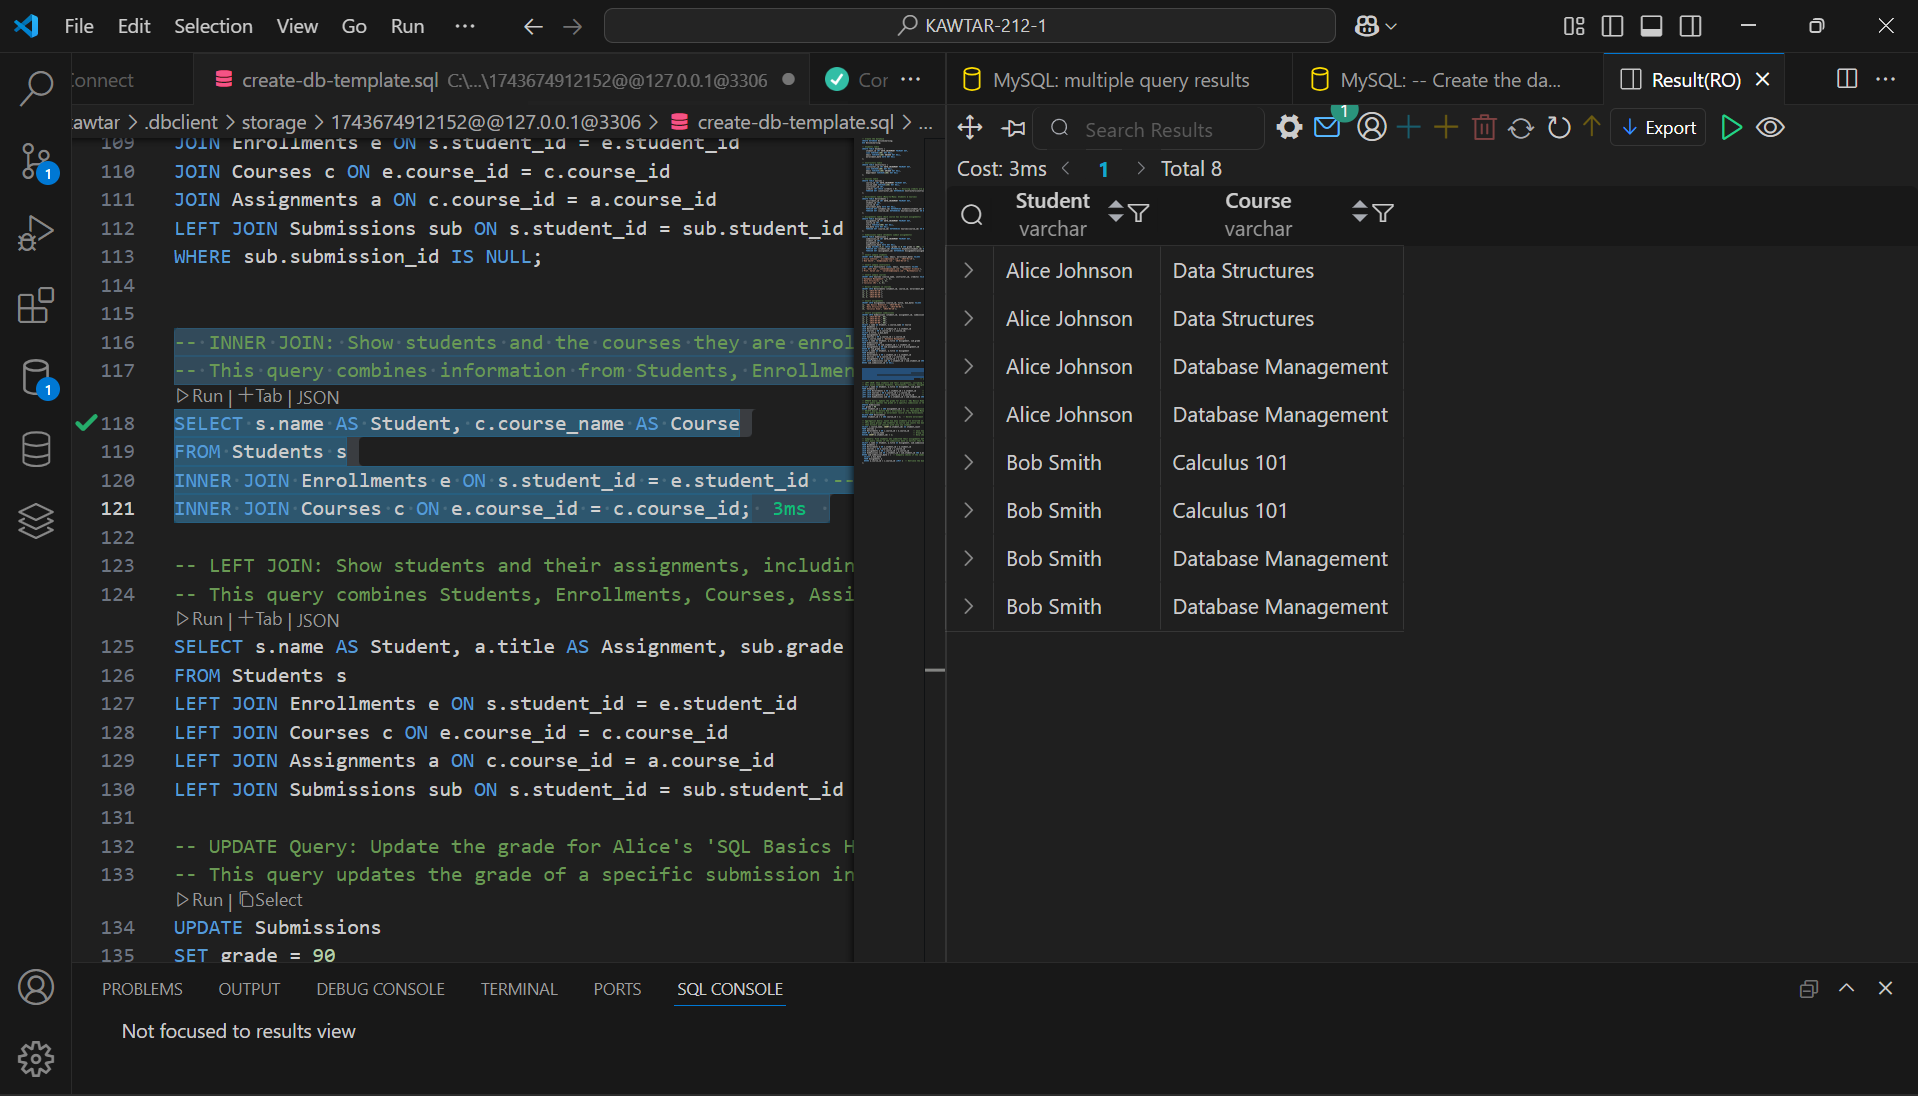 File Edit Selection View Go Run ···
KAWTAR-212-1
onnect
create-db-template.sql C:\...\1743674912152@@127.0.0.1@3306
Cor ···
MySQL: multiple query results
MySQL: -- Create the da...
Result(RO)
awtar > .dbclient > storage > 1743674912152@@127.0.0.1@3306 > create-db-template.sql > ...
109 JOIN Enrollments e ON s.student_id = e.student_id
110 JOIN Courses c ON e.course_id = c.course_id
111 JOIN Assignments a ON c.course_id = a.course_id
112 LEFT JOIN Submissions sub ON s.student_id = sub.student_id
113 WHERE sub.submission_id IS NULL;
114
115
116 -- INNER JOIN: Show students and the courses they are enrol
117 -- This query combines information from Students, Enrollmen
Run | Tab | JSON
118 SELECT s.name AS Student, c.course_name AS Course
119 FROM Students s
120 INNER JOIN Enrollments e ON s.student_id = e.student_id --
121 INNER JOIN Courses c ON e.course_id = c.course_id; 3ms
122
123 -- LEFT JOIN: Show students and their assignments, includin
124 -- This query combines Students, Enrollments, Courses, Assi
Run | Tab | JSON
125 SELECT s.name AS Student, a.title AS Assignment, sub.grade
126 FROM Students s
127 LEFT JOIN Enrollments e ON s.student_id = e.student_id
128 LEFT JOIN Courses c ON e.course_id = c.course_id
129 LEFT JOIN Assignments a ON c.course_id = a.course_id
130 LEFT JOIN Submissions sub ON s.student_id = sub.student_id
131
132 -- UPDATE Query: Update the grade for Alice's 'SQL Basics H
133 -- This query updates the grade of a specific submission in
Run | Select
134 UPDATE Submissions
135 SET grade = 90
Search Results
1
Export
Cost: 3ms < 1 > Total 8
Student Course
varchar varchar
Alice Johnson Data Structures
Alice Johnson Data Structures
Alice Johnson Database Management
Alice Johnson Database Management
Bob Smith Calculus 101
Bob Smith Calculus 101
Bob Smith Database Management
Bob Smith Database Management
1
1
PROBLEMS OUTPUT DEBUG CONSOLE TERMINAL PORTS SQL CONSOLE
Not focused to results view